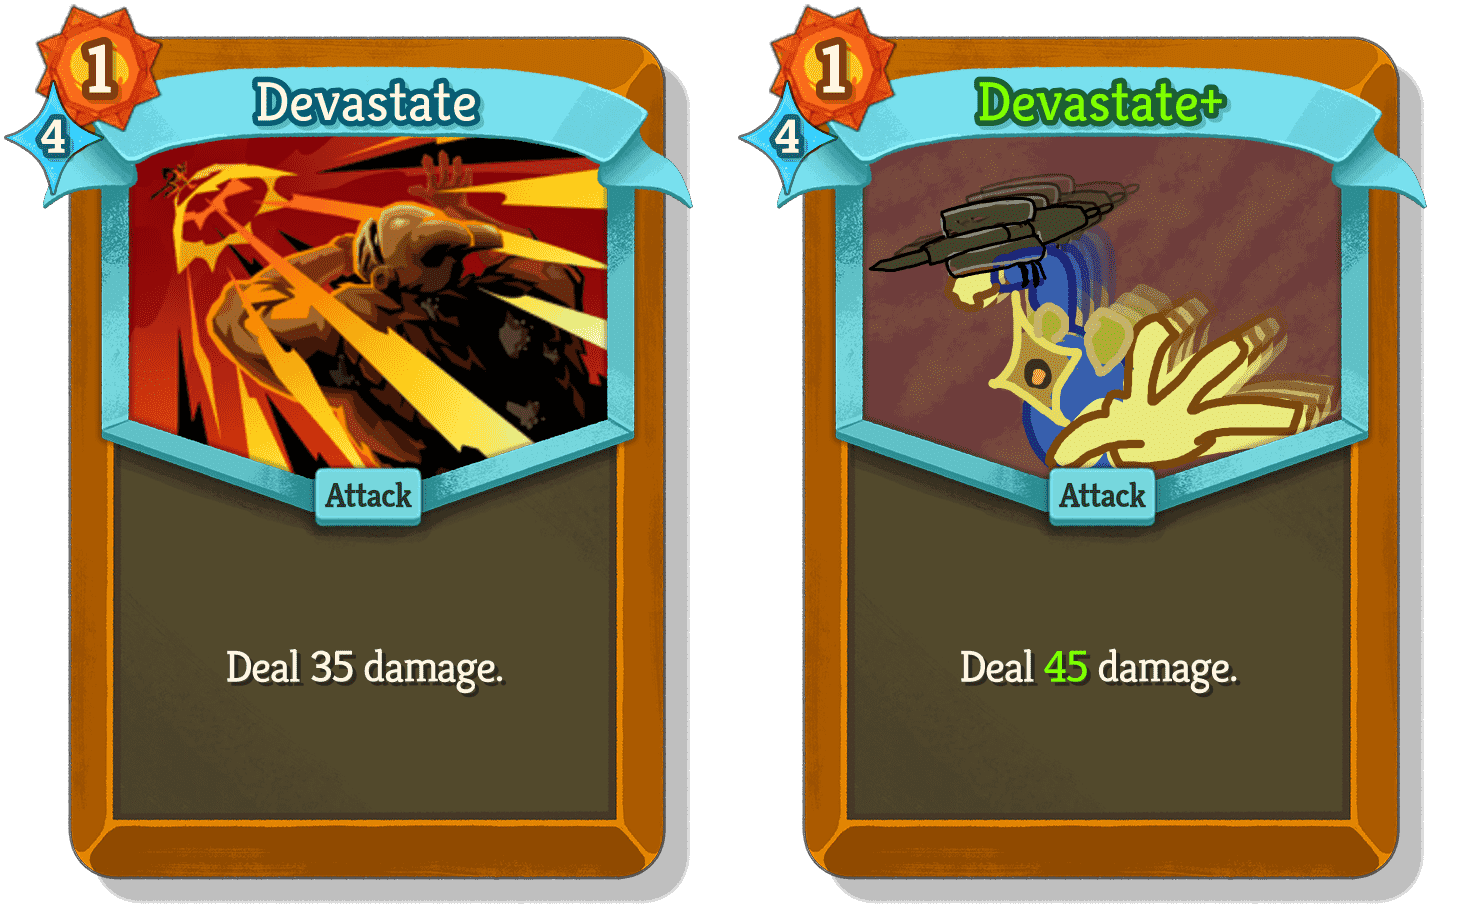 1
4
Devastate
Attack
Deal 35 damage.
1
4
Devastate+
Attack
Deal 45 damage.